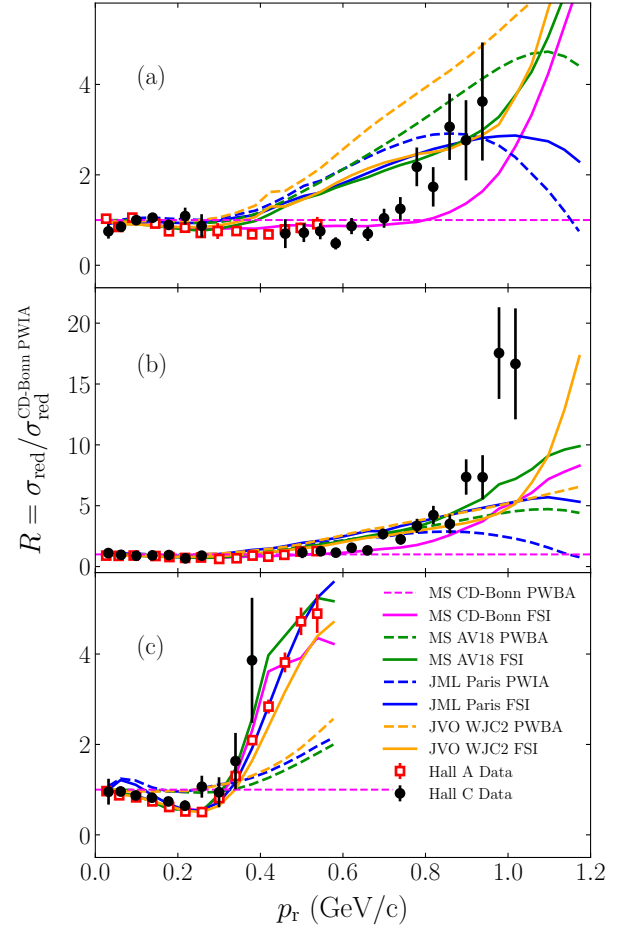 4
2
0
(a)
20
15
10
5
0
(b)
R = σ_red/σ_red^CD-Bonn PWIA
4
2
0
(c)
MS CD-Bonn PWBA
MS CD-Bonn FSI
MS AV18 PWBA
MS AV18 FSI
JML Paris PWIA
JML Paris FSI
JVO WJC2 PWBA
JVO WJC2 FSI
Hall A Data
Hall C Data
0.0 0.2 0.4 0.6 0.8 1.0 1.2
p_r (GeV/c)